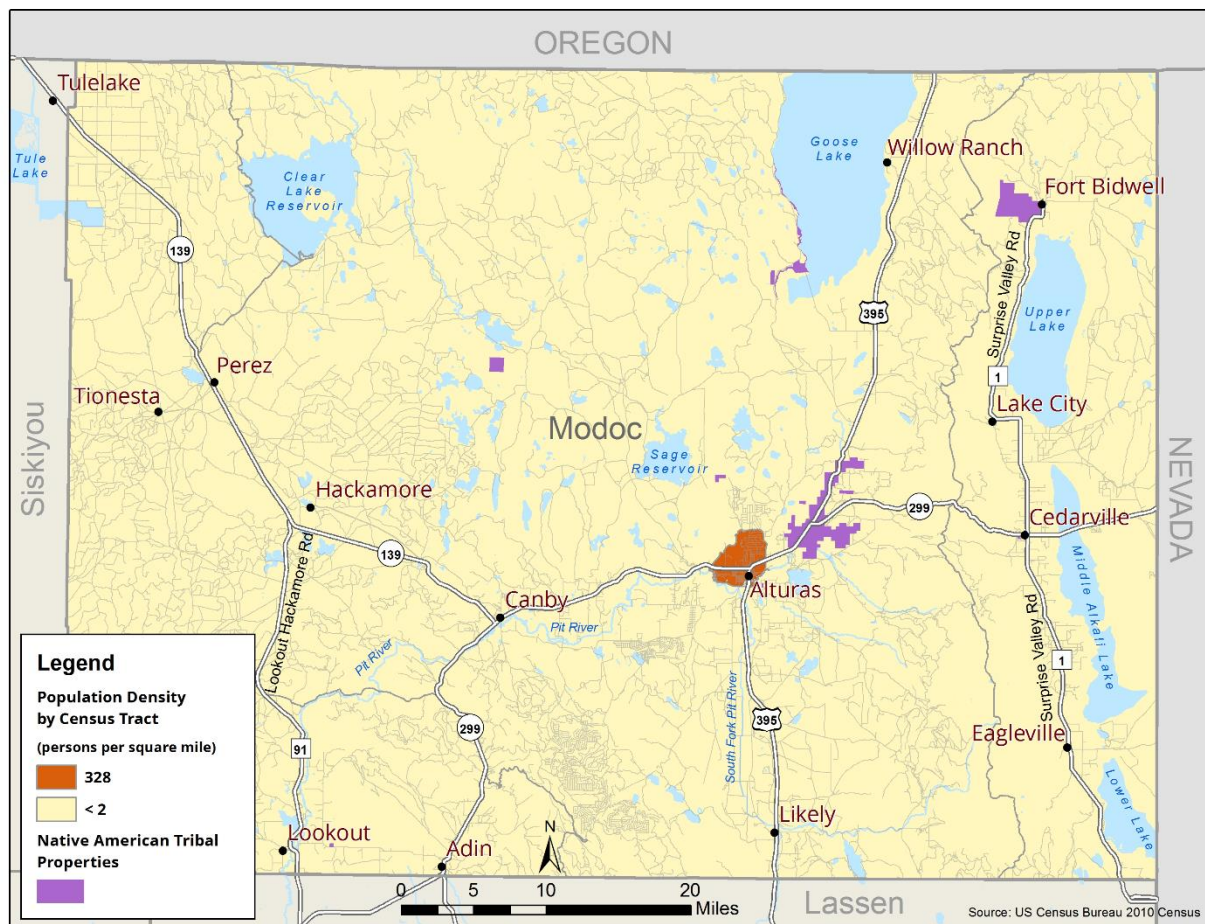 OREGON
Tulelake
Tule
Lake
Clear
Lake
Reservoir
Goose
Lake
Willow Ranch
Fort Bidwell
139
395
Surprise Valley Rd
Upper
Lake
1
Perez
Tionesta
Lake City
Modoc
Sage
Reservoir
Siskiyou
NEVADA
Hackamore
299
Cedarville
139
Lookout Hackamore Rd
Canby
Alturas
Pit River
Pit River
Middle Alkali Lake
Surprise Valley Rd
1
299
395
South Fork Pit River
Eagleville
91
Lower Lake
Lookout
Adin
Likely
Legend
Population Density
by Census Tract
(persons per square mile)
328
< 2
Native American Tribal
Properties
N
0 5 10 20
Miles
Lassen
Source: US Census Bureau 2010 Census